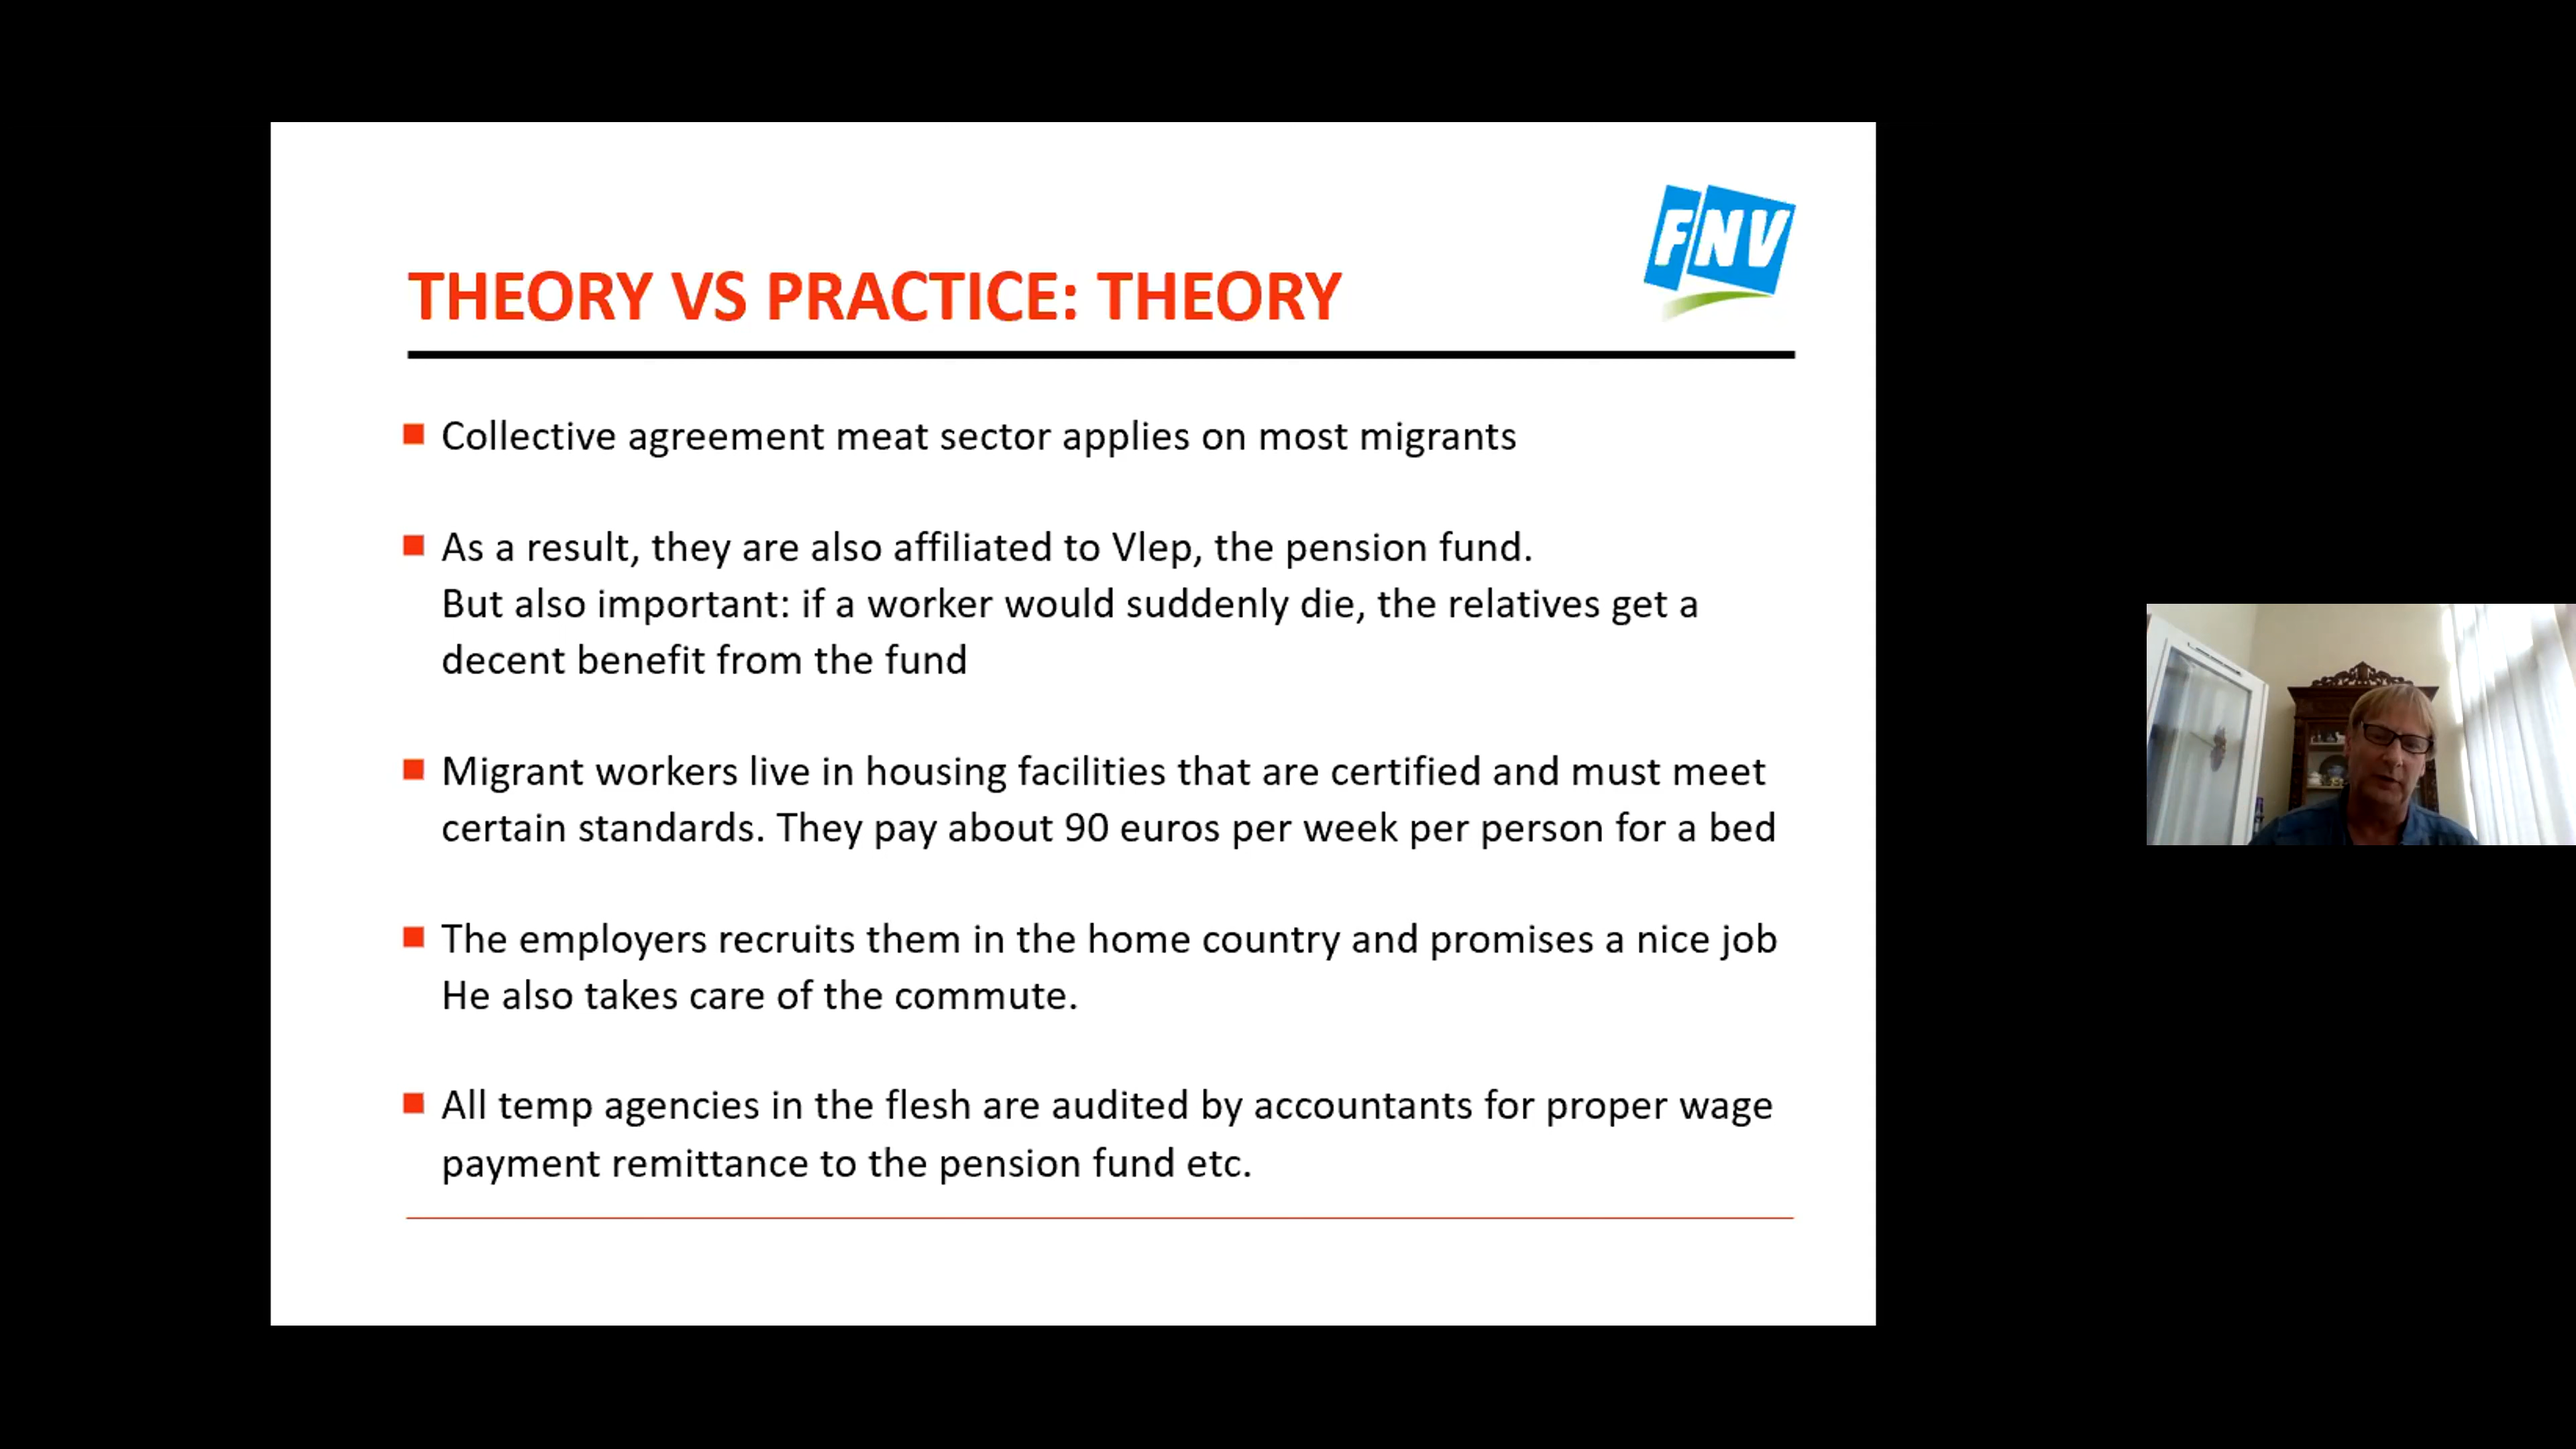 FNV
THEORY VS PRACTICE: THEORY
Collective agreement meat sector applies on most migrants
As a result, they are also affiliated to Vlep, the pension fund.
But also important: if a worker would suddenly die, the relatives get a
decent benefit from the fund
Migrant workers live in housing facilities that are certified and must meet
certain standards. They pay about 90 euros per week per person for a bed
The employers recruits them in the home country and promises a nice job
He also takes care of the commute.
All temp agencies in the flesh are audited by accountants for proper wage
payment remittance to the pension fund etc.